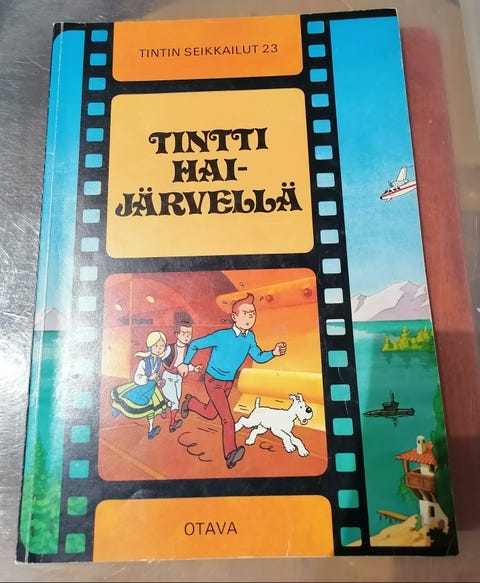 TINTIN SEIKKAILUT 23
TINTTI
HAI-
JÄRVELLÄ
OTAVA